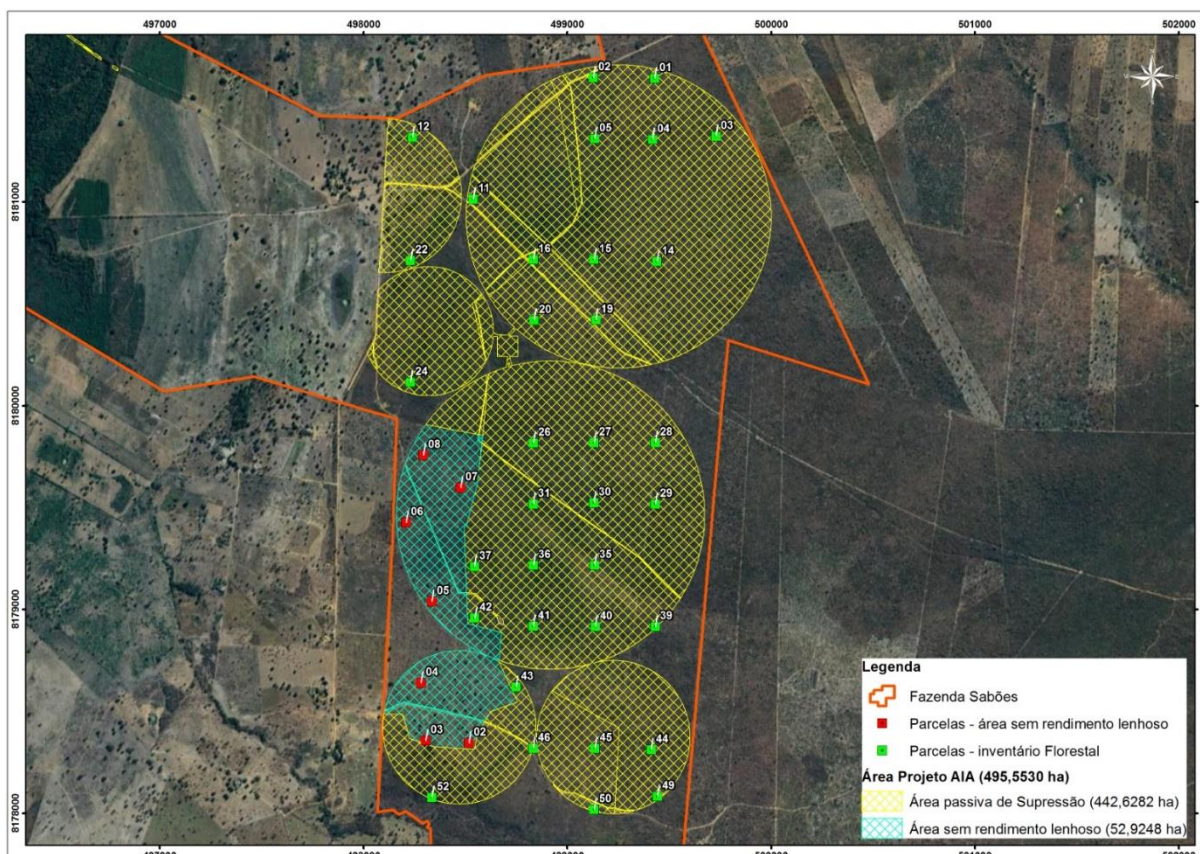 497000 498000 499000 500000 501000 502000
02 01
12 05 04 03
11
8181000
22 16 15 14
20 19
24
8180000
26 27 28
08
07
31 30 29
06
37 36 35
05
42 41 40 39
8179000
04 43
03 02 46 45 44
52 50 49
8178000
Legenda
Fazenda Sabões
Parcelas - área sem rendimento lenhoso
Parcelas - inventário Florestal
Área Projeto AIA (495,5530 ha)
Área passiva de Supressão (442,6282 ha)
Área sem rendimento lenhoso (52,9248 ha)